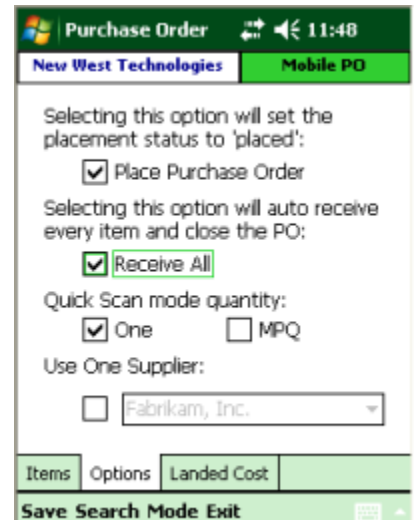 Purchase Order 11:48
New West Technologies Mobile PO
Selecting this option will set the
placement status to 'placed':
Place Purchase Order
Selecting this option will auto receive
every item and close the PO:
Receive All
Quick Scan mode quantity:
One MPQ
Use One Supplier:
Fabrikam, Inc.
Items Options Landed Cost
Save Search Mode Exit